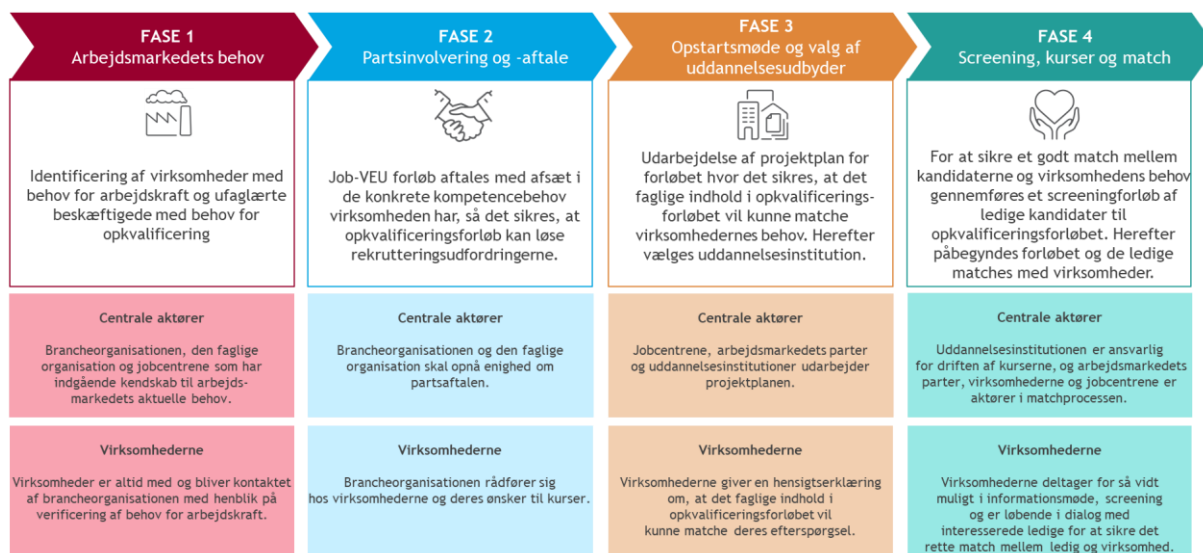 FASE 1
Arbejdsmarkedets behov
Identificering af virksomheder med
behov for arbejdskraft og ufaglærte
beskæftigede med behov for
opkvalificering
Centrale aktører
Brancheorganisationen, den faglige
organisation og jobcentrene som har
indgående kendskab til arbejds-
markedets aktuelle behov.
Virksomhederne
Virksomheder er altid med og bliver kontaktet
af brancheorganisationen med henblik på
verificering af behov for arbejdskraft.
FASE 2
Partsinvolvering og -aftale
Job-VEU forløb aftales med afsæt i
de konkrete kompetencebehov
virksomheden har, så det sikres, at
opkvalificeringsforløb kan løse
rekrutteringsudfordringerne.
Centrale aktører
Brancheorganisationen og den faglige
organisation skal opnå enighed om
partsaftalen.
Virksomhederne
Brancheorganisationen rådfører sig
hos virksomhederne og deres ønsker til kurser.
FASE 3
Opstartsmøde og valg af
uddannelsesudbyder
Udarbejdelse af projektplan for
forløbet hvor det sikres, at det
faglige indhold i opkvalificerings-
forløbet vil kunne matche
virksomhedernes behov. Herefter
vælges uddannelsesinstitution.
Centrale aktører
Jobcentrene, arbejdsmarkedets parter
og uddannelsesinstitutioner udarbejder
projektplanen.
Virksomhederne
Virksomhederne giver en hensigtserklæring
om, at det faglige indhold i
opkvalificeringsforløbet vil
kunne matche deres efterspørgsel.
FASE 4
Screening, kurser og match
For at sikre et godt match mellem
kandidaterne og virksomhedens behov
gennemføres et screeningforløb af
ledige kandidater til
opkvalificeringsforløbet. Herefter
påbegyndes forløbet og de ledige
matches med virksomheder.
Centrale aktører
Uddannelsesinstitutionen er ansvarlig
for driften af kurserne, og arbejdsmarkedets
parter, virksomhederne og jobcentrene er
aktører i matchprocessen.
Virksomhederne
Virksomhederne deltager for så vidt
muligt i informationsmøde, screening
og er løbende i dialog med
interesserede ledige for at sikre det
rette match mellem ledig og virksomhed.